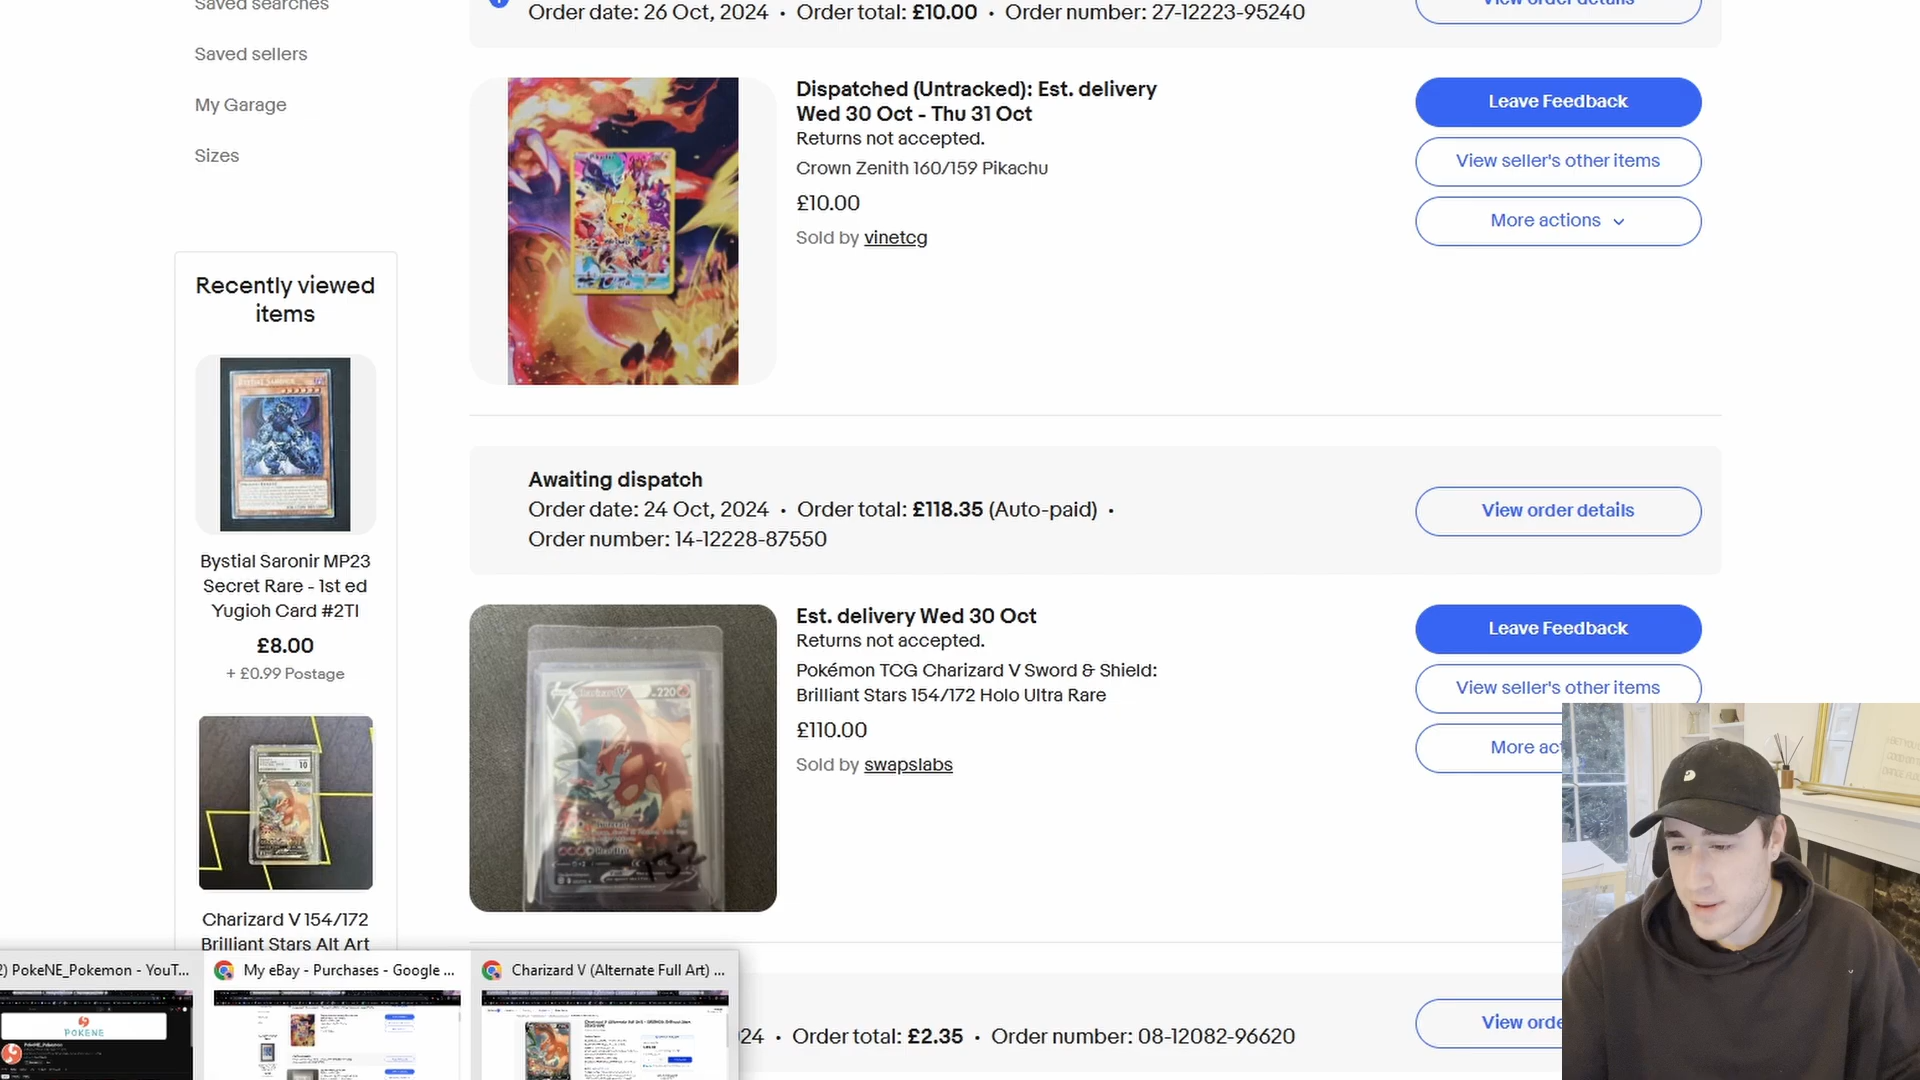 Saved searches
Saved sellers
My Garage
Sizes
Recently viewed
items
Bystial Saronir MP23
Secret Rare - 1st ed
Yugioh Card #2TI
£8.00
+ £0.99 Postage
Charizard V 154/172
Brilliant Stars Alt Art
Order date: 26 Oct, 2024 • Order total: £10.00 • Order number: 27-12223-95240
View order details
Dispatched (Untracked): Est. delivery
Wed 30 Oct - Thu 31 Oct
Returns not accepted.
Crown Zenith 160/159 Pikachu
£10.00
Sold by vinetcg
Leave Feedback
View seller's other items
More actions
Awaiting dispatch
Order date: 24 Oct, 2024 • Order total: £118.35 (Auto-paid) •
Order number: 14-12228-87550
View order details
Charizard V 220
132
Est. delivery Wed 30 Oct
Returns not accepted.
Pokémon TCG Charizard V Sword & Shield:
Brilliant Stars 154/172 Holo Ultra Rare
£110.00
Sold by swapslabs
Leave Feedback
View seller's other items
More ac
24 • Order total: £2.35 • Order number: 08-12082-96620
View orde
2) PokeNE_Pokemon - YouT...
My eBay - Purchases - Google ...
Charizard V (Alternate Full Art) ...
POKENE